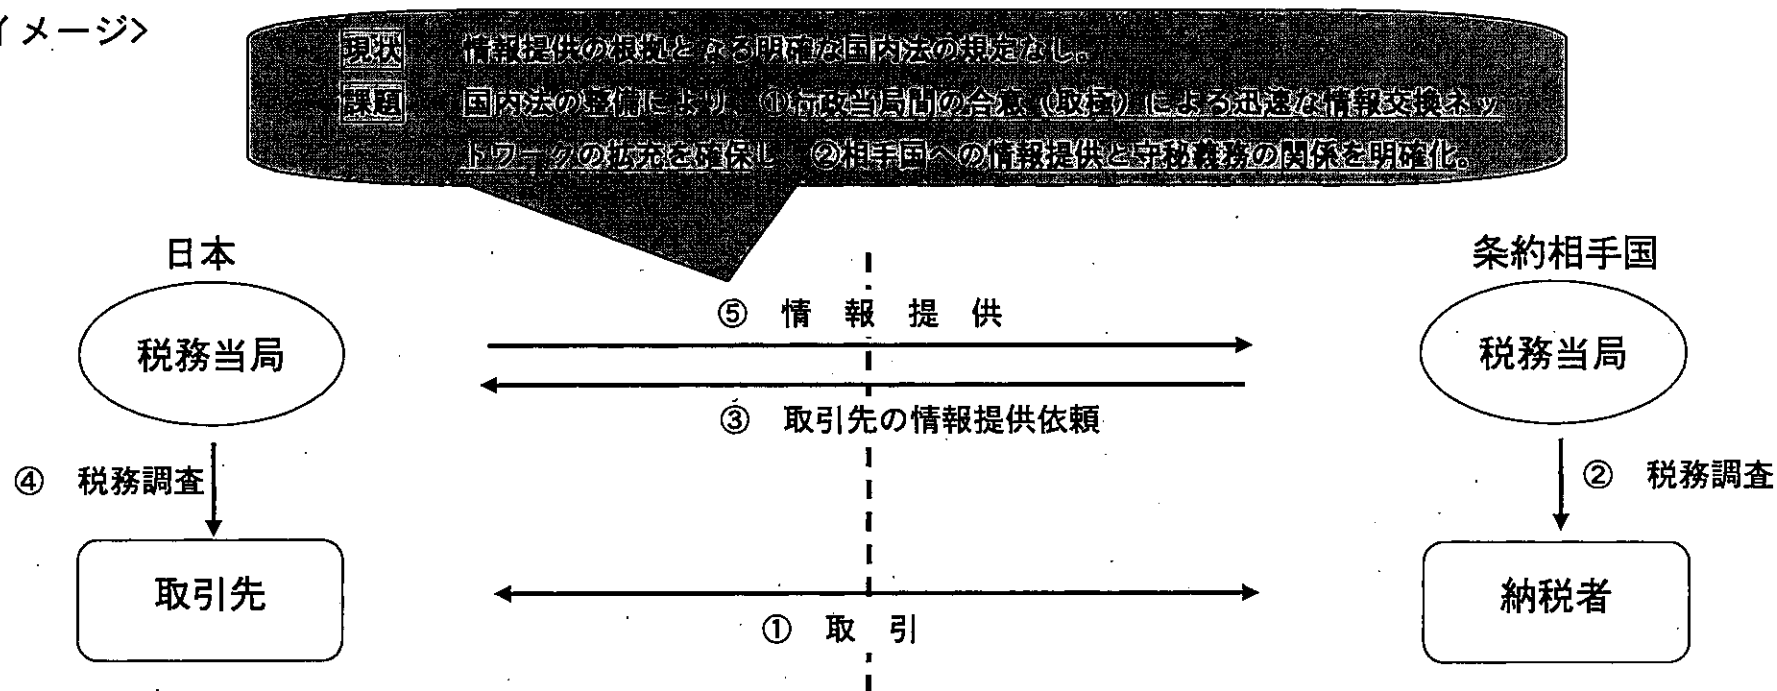 イメージ>
現状 情報提供の根拠となる明確な国内法の規定なし。
課題 国内法の整備により、①行政当局間の合意（取極）による迅速な情報交換ネッ
トワークの拡充を確保し、②相手国への情報提供と守秘義務の関係を明確化。
日本
条約相手国
⑤ 情報提供
税務当局
税務当局
③ 取引先の情報提供依頼
④ 税務調査
② 税務調査
取引先
納税者
① 取引